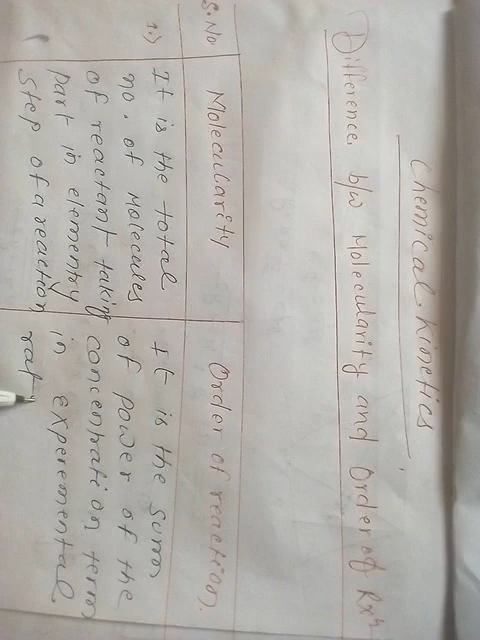 Chemical Kinetics
Difference b/w Molecularity and Order of Rxn
S.No Molecularity Order of reaction.
1.) It is the total It is the sum
no. of Molecules of power of the
of reactant taking concentration term
part in elementry in experemental
step of a reaction rat